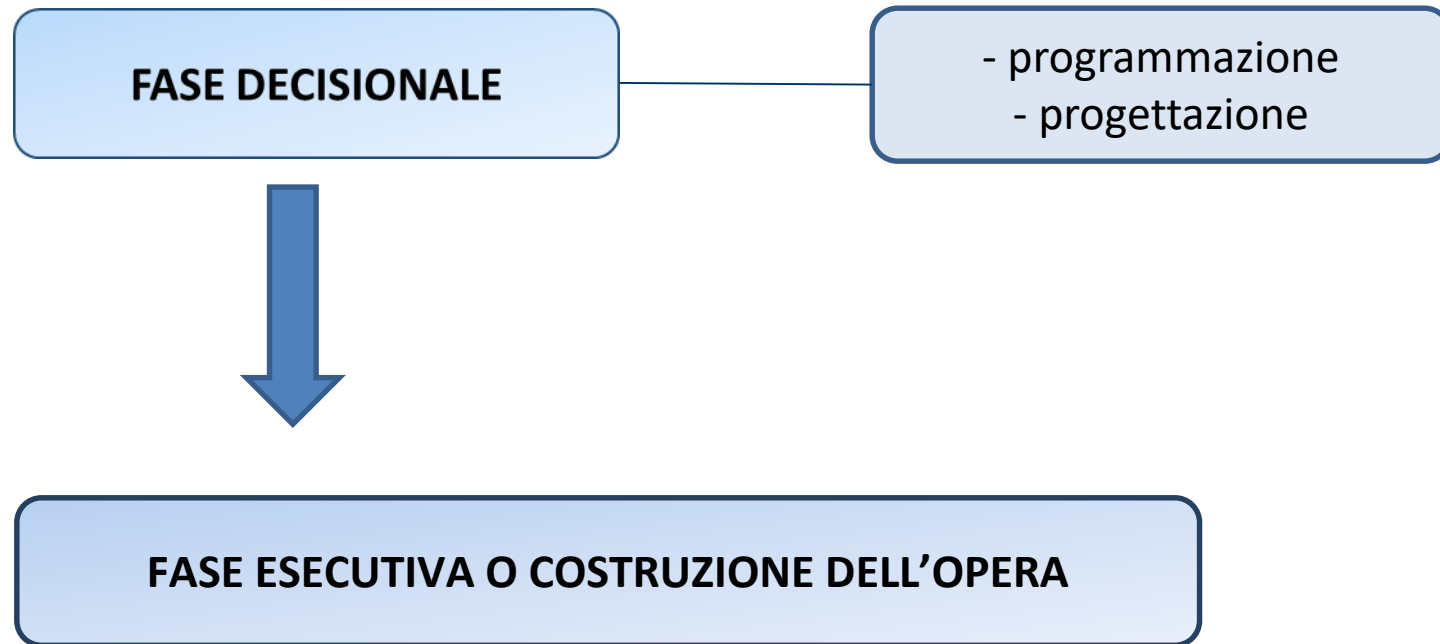 FASE DECISIONALE
- programmazione
- progettazione
FASE ESECUTIVA O COSTRUZIONE DELL’OPERA